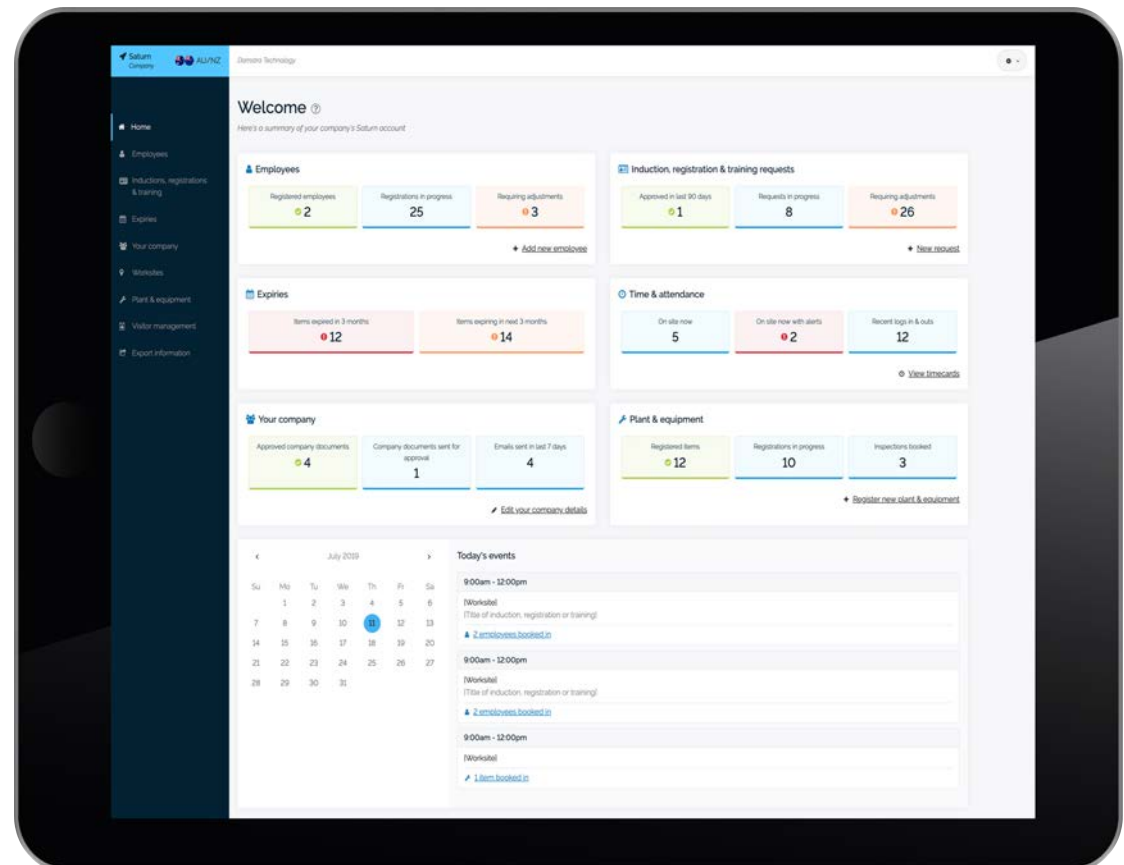 Saturn
Company
AU/NZ
Damstra Technology
Home
Employees
Inductions, registrations
& training
Expiries
Your company
Worksites
Plant & equipment
Visitor management
Export information
Welcome
Here's a summary of your company's Saturn account
Employees
Registered employees
2
Registrations in progress
25
Requiring adjustments
3
+ Add new employee
Induction, registration & training requests
Approved in last 90 days
1
Requests in progress
8
Requiring adjustments
26
+ New request
Expiries
Items expired in 3 months
12
Items expiring in next 3 months
14
Time & attendance
On site now
5
On site now with alerts
2
Recent logs in & outs
12
View timecards
Your company
Approved company documents
4
Company documents sent for
approval
1
Emails sent in last 7 days
4
Edit your company details
Plant & equipment
Registered items
12
Registrations in progress
10
Inspections booked
3
+ Register new plant & equipment
July 2019
Su Mo Tu We Th Fr Sa
1 2 3 4 5 6
7 8 9 10 11 12 13
14 15 16 17 18 19 20
21 22 23 24 25 26 27
28 29 30 31
Today's events
9:00am - 12:00pm
[Worksite]
[Title of induction, registration or training]
2 employees booked in
9:00am - 12:00pm
[Worksite]
[Title of induction, registration or training]
2 employees booked in
9:00am - 12:00pm
[Worksite]
1 item booked in